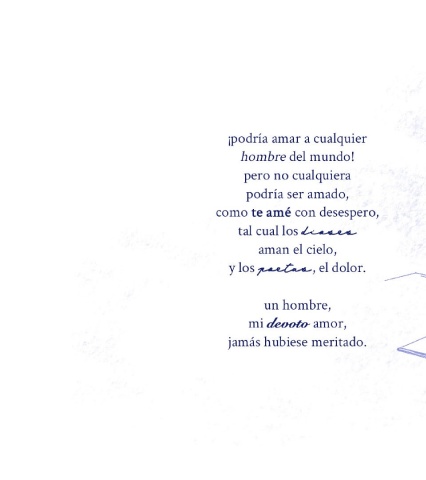 ¡podría amar a cualquier
hombre del mundo!
pero no cualquiera
podría ser amado,
como te amé con desespero,
tal cual los dioses
aman el cielo,
y los poetas, el dolor.
un hombre,
mi devoto amor,
jamás hubiese meritado.